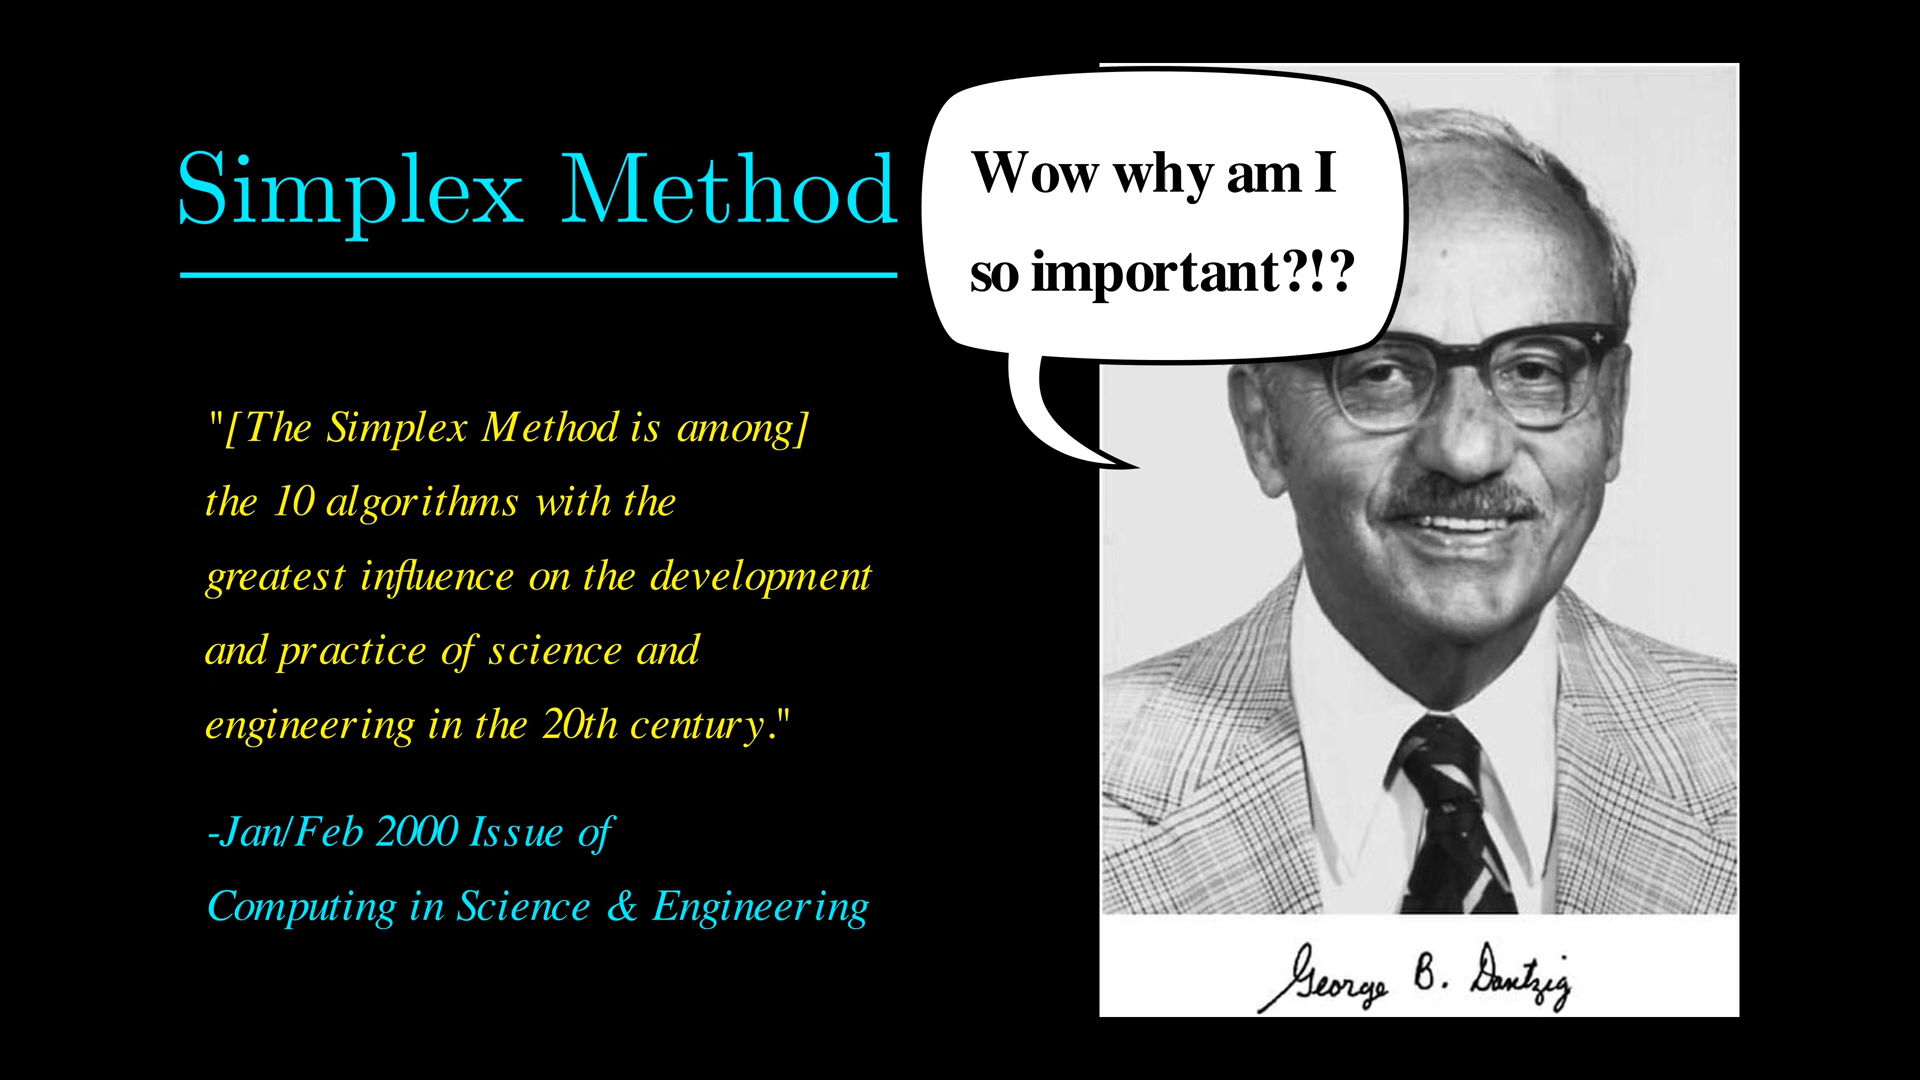 Simplex Method
Wow why am I
so important?!?
"[The Simplex Method is among]
the 10 algorithms with the
greatest influence on the development
and practice of science and
engineering in the 20th century."
-Jan/Feb 2000 Issue of
Computing in Science & Engineering
George B. Dantzig